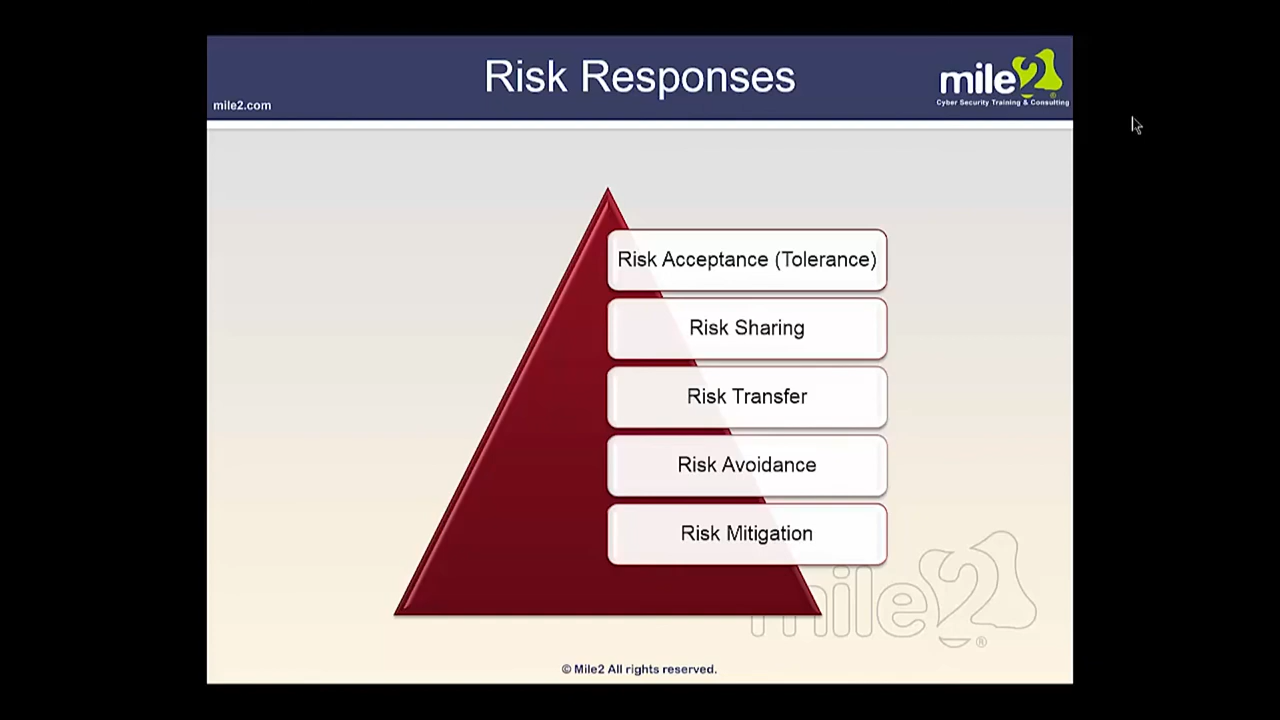 Risk Responses
mile2.com
mile2®
Cyber Security Training & Consulting
Risk Acceptance (Tolerance)
Risk Sharing
Risk Transfer
Risk Avoidance
Risk Mitigation
mile2®
© Mile2 All rights reserved.